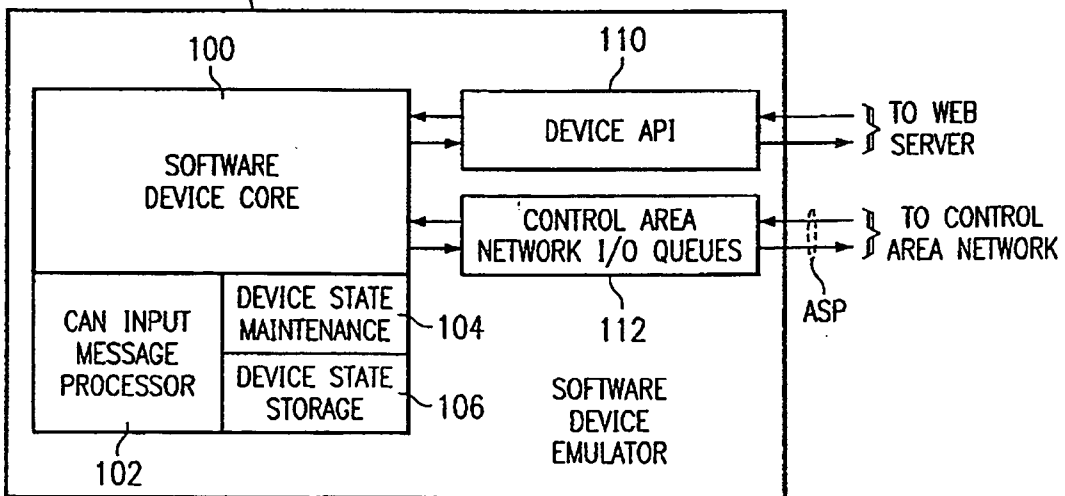 100
110
SOFTWARE
DEVICE CORE
DEVICE API
TO WEB
SERVER
CONTROL AREA
NETWORK I/O QUEUES
TO CONTROL
AREA NETWORK
ASP
CAN INPUT
MESSAGE
PROCESSOR
DEVICE STATE
MAINTENANCE
104
DEVICE STATE
STORAGE
106
112
SOFTWARE
DEVICE
EMULATOR
102